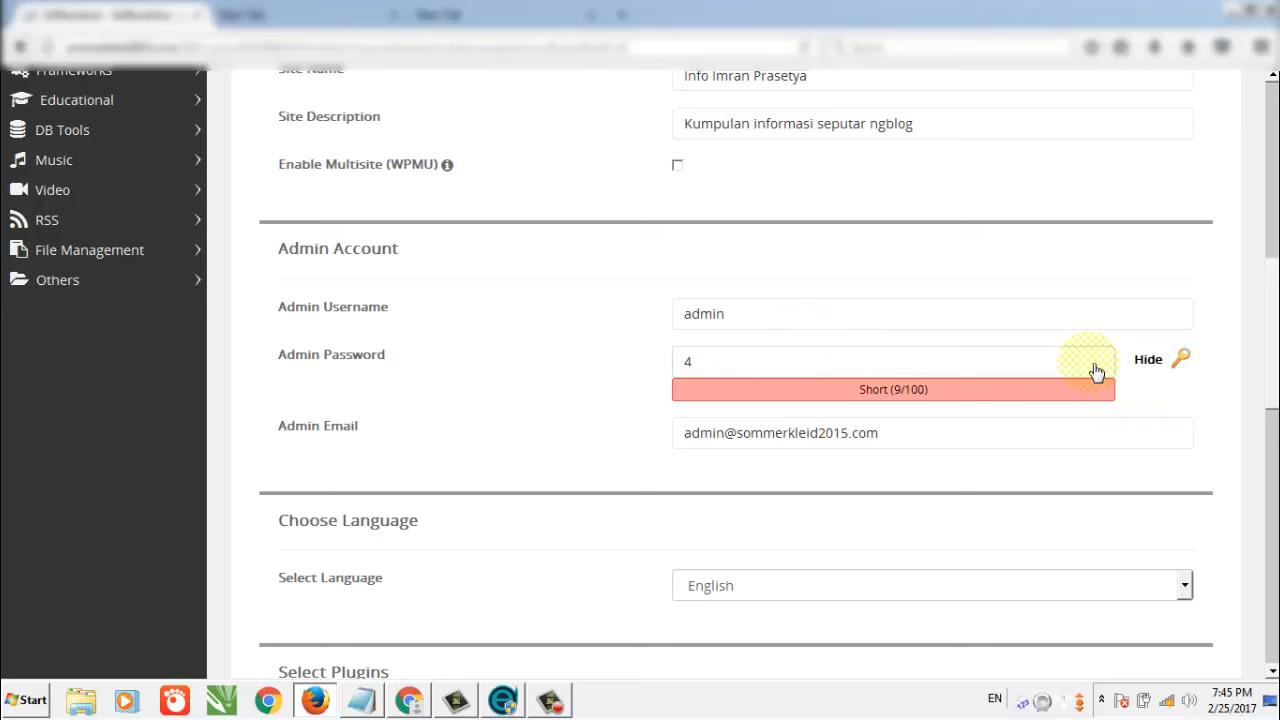 Frameworks
Educational
DB Tools
Music
Video
RSS
File Management
Others
Site Name
Info Imran Prasetya
Site Description
Kumpulan informasi seputar ngblog
Enable Multisite (WPMU)
Admin Account
Admin Username
admin
Admin Password
4
Hide
Short (9/100)
Admin Email
admin@sommerkleid2015.com
Choose Language
Select Language
English
Select Plugins
Start
EN
7:45 PM
2/25/2017